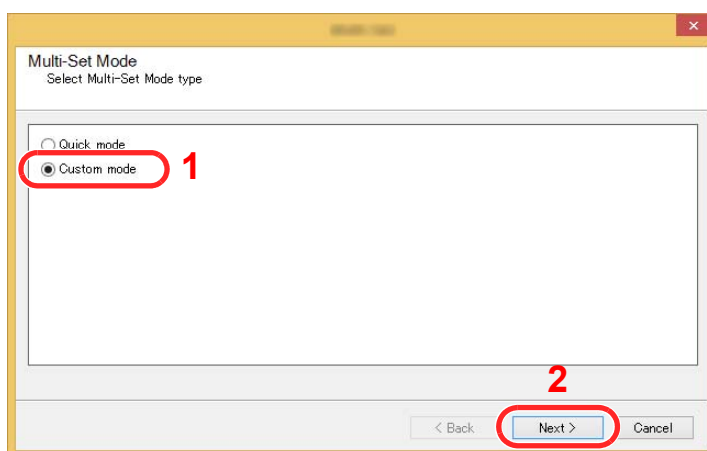 ×
Multi-Set Mode
Select Multi-Set Mode type
Quick mode
Custom mode
1
2
< Back
Next >
Cancel